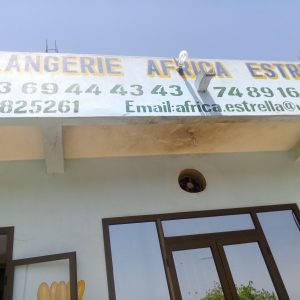 LANGERIE AFRICA ESTR
3 69 44 43 43 - 74 89 16
825261 Email:africa.estrella@